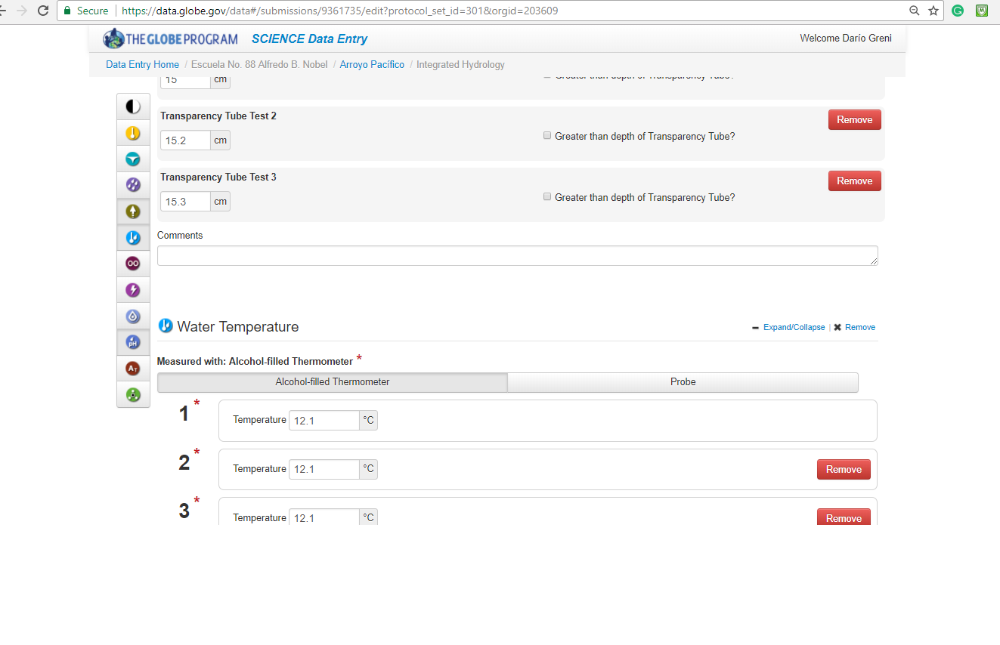 Secure https://data.globe.gov/data#/submissions/9361735/edit?protocol_set_id=301&orgid=203609
THE GLOBE PROGRAM SCIENCE Data Entry Welcome Darío Greni
Data Entry Home / Escuela No. 88 Alfredo B. Nobel / Arroyo Pacífico / Integrated Hydrology
15 cm Greater than depth of Transparency Tube?
Transparency Tube Test 2 Remove
15.2 cm Greater than depth of Transparency Tube?
Transparency Tube Test 3 Remove
15.3 cm Greater than depth of Transparency Tube?
Comments
Water Temperature Expand/Collapse | Remove
Measured with: Alcohol-filled Thermometer *
Alcohol-filled Thermometer Probe
1 * Temperature 12.1 °C
2 * Temperature 12.1 °C Remove
3 * Temperature 12.1 °C Remove
pH
AT